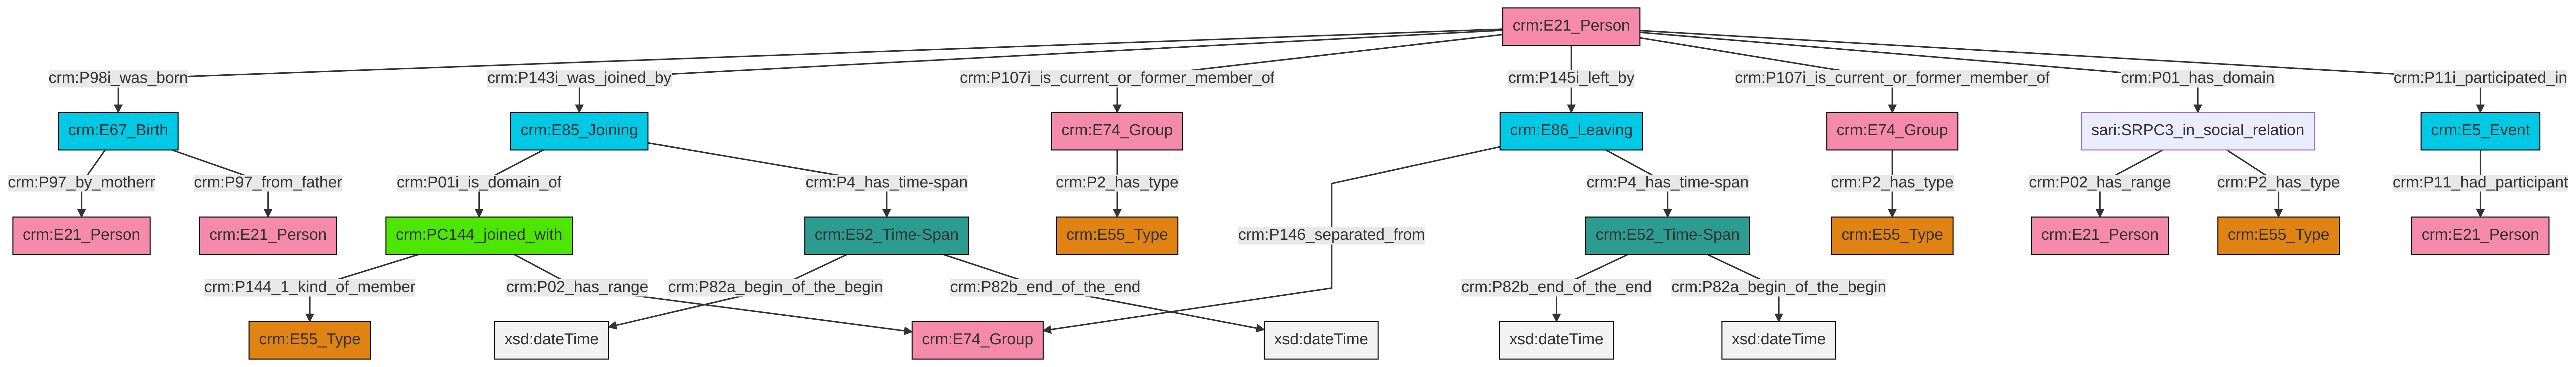 crm:E21_Person
crm:P98i_was_born
crm:P143i_was_joined_by
crm:P107i_is_current_or_former_member_of
crm:P145i_left_by
crm:P107i_is_current_or_former_member_of
crm:P01_has_domain
crm:P11i_participated_in
crm:E67_Birth
crm:E85_Joining
crm:E74_Group
crm:E86_Leaving
crm:E74_Group
sari:SRPC3_in_social_relation
crm:E5_Event
crm:P97_by_motherr
crm:P97_from_father
crm:P01i_is_domain_of
crm:P4_has_time-span
crm:P2_has_type
crm:P4_has_time-span
crm:P2_has_type
crm:P02_has_range
crm:P2_has_type
crm:P11_had_participant
crm:E21_Person
crm:E21_Person
crm:PC144_joined_with
crm:E52_Time-Span
crm:E55_Type
crm:P146_separated_from
crm:E52_Time-Span
crm:E55_Type
crm:E21_Person
crm:E55_Type
crm:E21_Person
crm:P144_1_kind_of_member
crm:P02_has_range
crm:P82a_begin_of_the_begin
crm:P82b_end_of_the_end
crm:P82b_end_of_the_end
crm:P82a_begin_of_the_begin
crm:E55_Type
xsd:dateTime
crm:E74_Group
xsd:dateTime
xsd:dateTime
xsd:dateTime